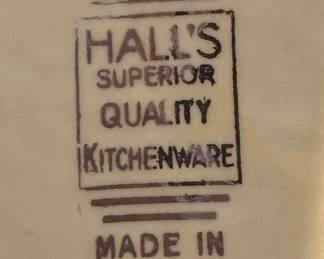 HALL'S
SUPERIOR
QUALITY
KITCHENWARE
MADE IN